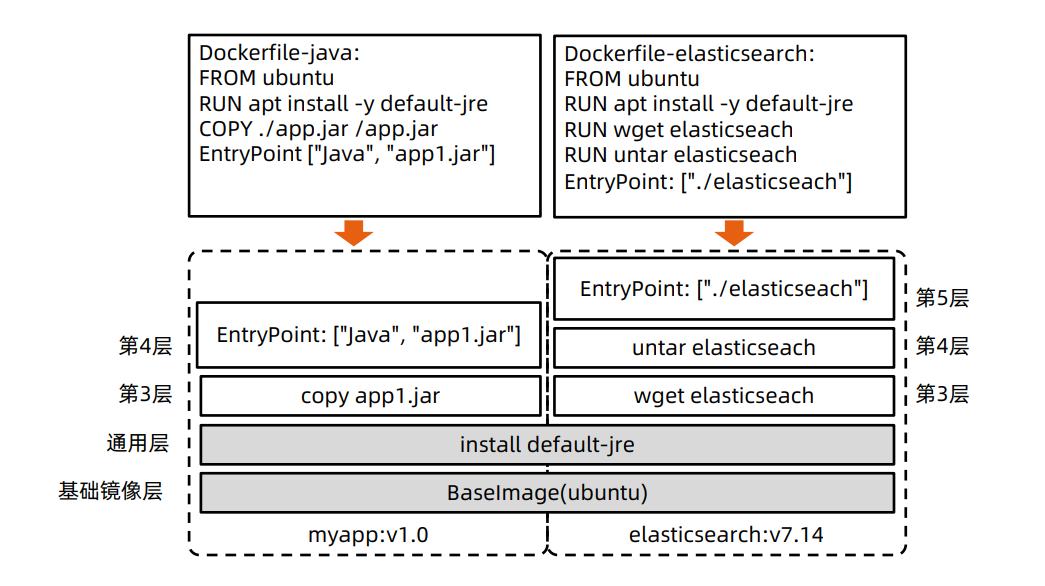 Dockerfile-java:
FROM ubuntu
RUN apt install -y default-jre
COPY ./app.jar /app.jar
EntryPoint ["Java", "app1.jar"]
Dockerfile-elasticsearch:
FROM ubuntu
RUN apt install -y default-jre
RUN wget elasticseach
RUN untar elasticseach
EntryPoint: ["./elasticseach"]
EntryPoint: ["./elasticseach"]
第5层
第4层
EntryPoint: ["Java", "app1.jar"]
untar elasticseach
第4层
第3层
copy app1.jar
wget elasticseach
第3层
通用层
install default-jre
基础镜像层
BaseImage(ubuntu)
myapp:v1.0
elasticsearch:v7.14